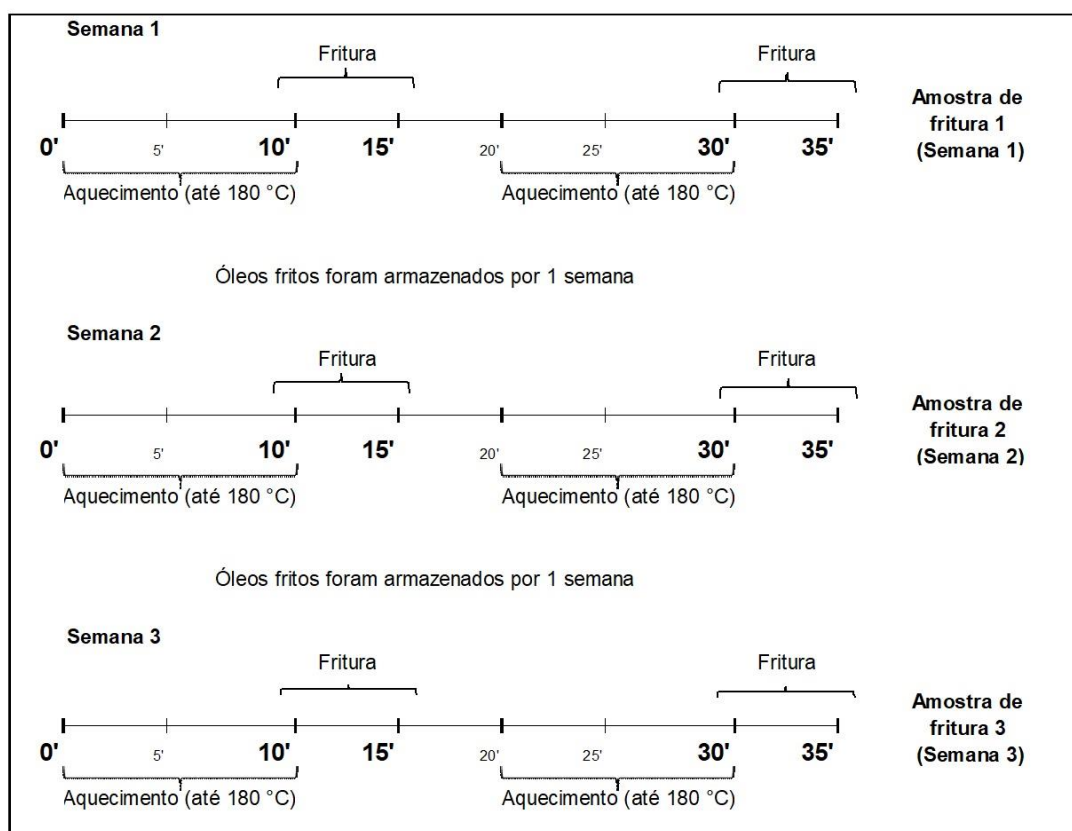 Semana 1
Fritura Fritura
Amostra de
fritura 1
(Semana 1)
0' 5' 10' 15' 20' 25' 30' 35'
Aquecimento (até 180 °C) Aquecimento (até 180 °C)
Óleos fritos foram armazenados por 1 semana
Semana 2
Fritura Fritura
Amostra de
fritura 2
(Semana 2)
0' 5' 10' 15' 20' 25' 30' 35'
Aquecimento (até 180 °C) Aquecimento (até 180 °C)
Óleos fritos foram armazenados por 1 semana
Semana 3
Fritura Fritura
Amostra de
fritura 3
(Semana 3)
0' 5' 10' 15' 20' 25' 30' 35'
Aquecimento (até 180 °C) Aquecimento (até 180 °C)